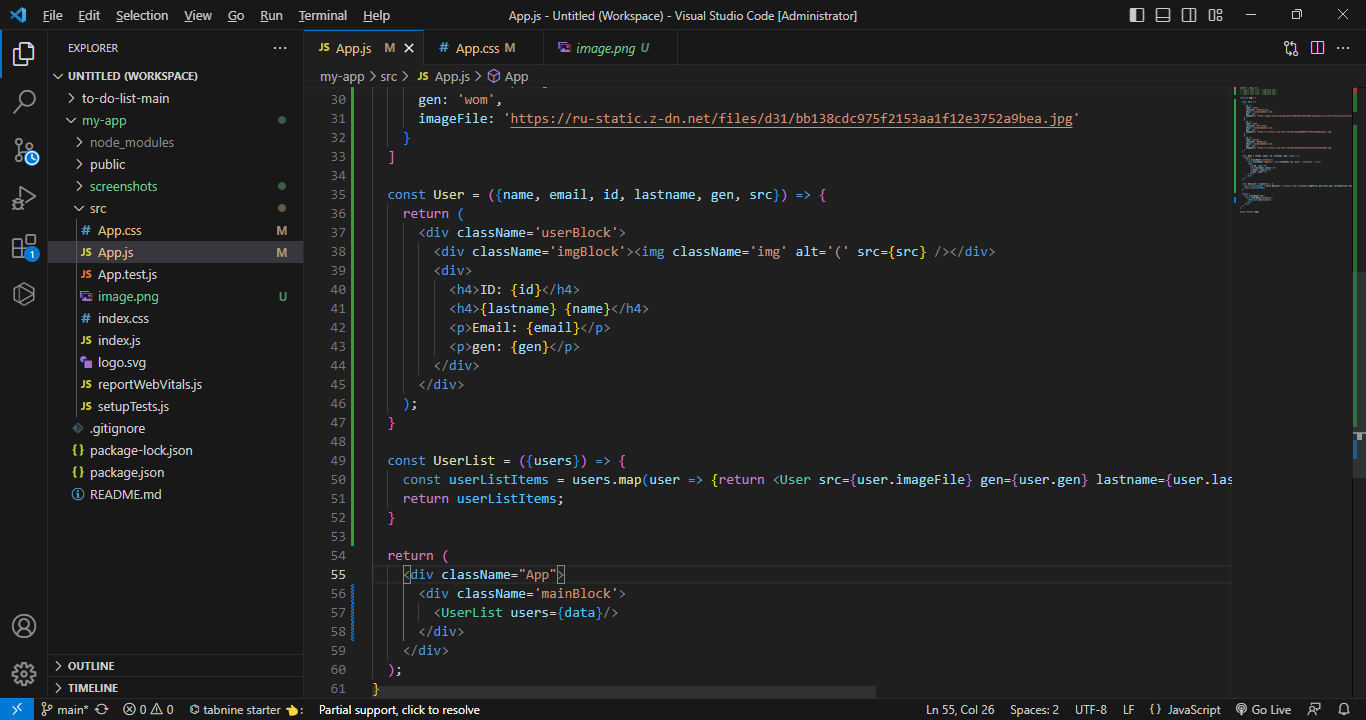 File Edit Selection View Go Run Terminal Help
App.js - Untitled (Workspace) - Visual Studio Code [Administrator]
EXPLORER
JS App.js M
# App.css M
image.png U
UNTITLED (WORKSPACE)
my-app > src > JS App.js > App
to-do-list-main
my-app
node_modules
public
screenshots
src
# App.css M
JS App.js M
JS App.test.js
image.png U
# index.css
JS index.js
logo.svg
JS reportWebVitals.js
JS setupTests.js
.gitignore
{} package-lock.json
{} package.json
README.md
OUTLINE
TIMELINE
1
30 gen: 'wom',
31 imageFile: 'https://ru-static.z-dn.net/files/d31/bb138cdc975f2153aa1f12e3752a9bea.jpg'
32 }
33 ]
34
35 const User = ({name, email, id, lastname, gen, src}) => {
36 return (
37 <div className='userBlock'>
38 <div className='imgBlock'><img className='img' alt='(' src={src} /></div>
39 <div>
40 <h4>ID: {id}</h4>
41 <h4>{lastname} {name}</h4>
42 <p>Email: {email}</p>
43 <p>gen: {gen}</p>
44 </div>
45 </div>
46 );
47 }
48
49 const UserList = ({users}) => {
50 const userListItems = users.map(user => {return <User src={user.imageFile} gen={user.gen} lastname={user.las
51 return userListItems;
52 }
53
54 return (
55 <div className="App">
56 <div className='mainBlock'>
57 <UserList users={data}/>
58 </div>
59 </div>
60 );
61 }
main* 0 0 tabnine starter Partial support, click to resolve Ln 55, Col 26 Spaces: 2 UTF-8 LF {} JavaScript Go Live